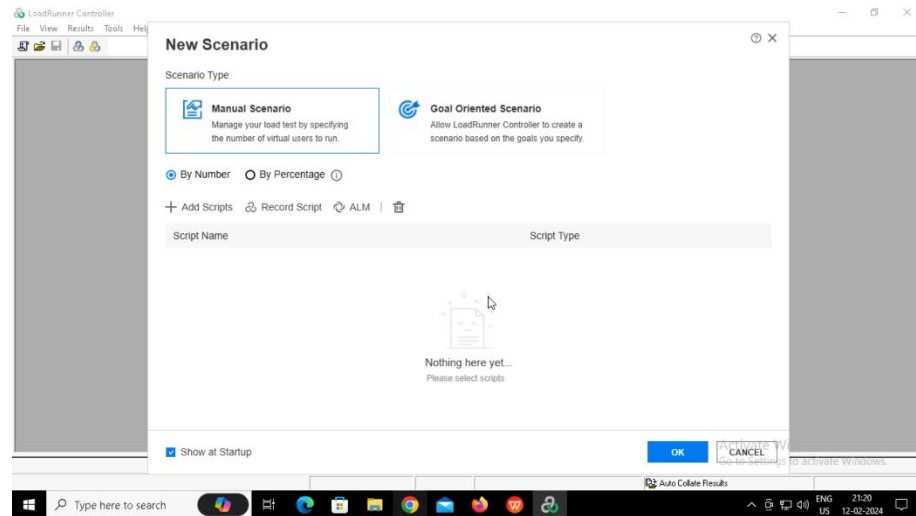 LoadRunner Controller
File View Results Tools Help
New Scenario
Scenario Type
Manual Scenario
Manage your load test by specifying
the number of virtual users to run.
Goal Oriented Scenario
Allow LoadRunner Controller to create a
scenario based on the goals you specify.
By Number By Percentage
Add Scripts Record Script ALM
Script Name Script Type
Nothing here yet...
Please select scripts
Show at Startup
OK CANCEL
Activate Wi
Go to Settings to activate Windows.
Auto Collate Results
Type here to search
ENG
US
21:20
12-02-2024